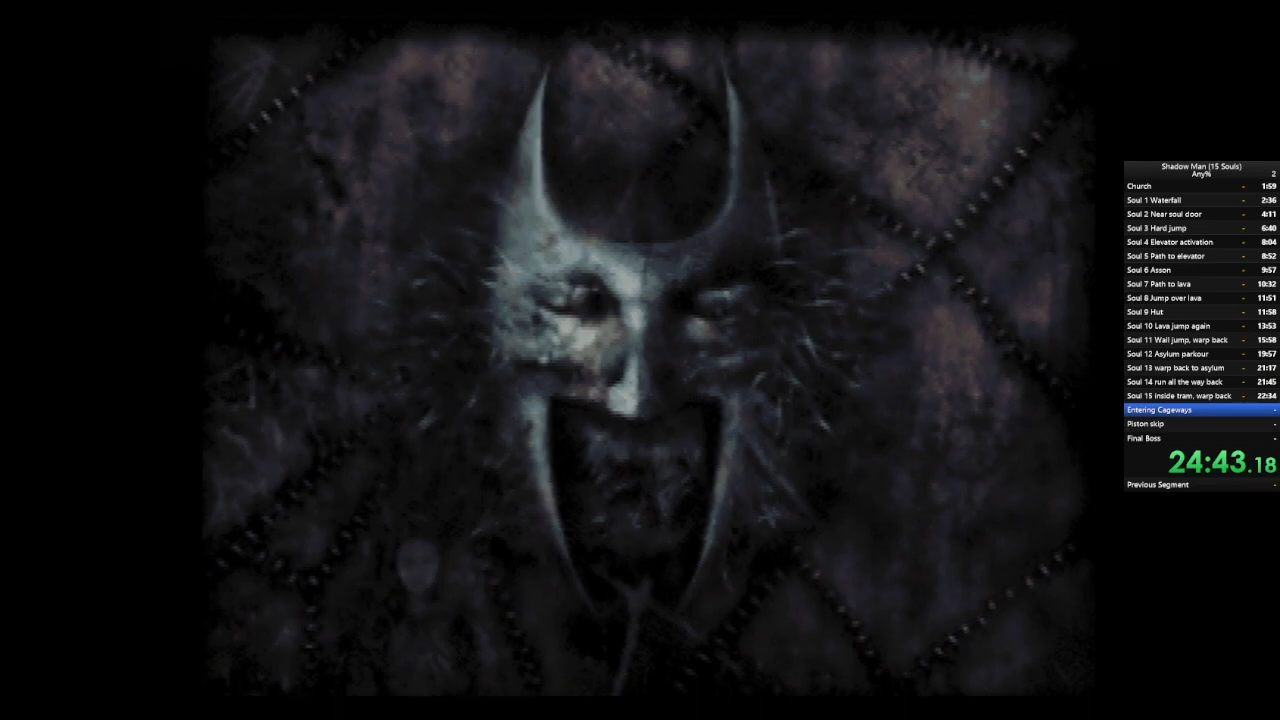 Shadow Man (15 Souls)
Any% 2
Church - 1:59
Soul 1 Waterfall - 2:36
Soul 2 Near soul door - 4:11
Soul 3 Hard jump - 6:40
Soul 4 Elevator activation - 8:04
Soul 5 Path to elevator - 8:52
Soul 6 Asson - 9:57
Soul 7 Path to lava - 10:32
Soul 8 Jump over lava - 11:51
Soul 9 Hut - 11:58
Soul 10 Lava jump again - 13:53
Soul 11 Wall jump, warp back - 15:58
Soul 12 Asylum parkour - 19:57
Soul 13 warp back to asylum - 21:17
Soul 14 run all the way back - 21:45
Soul 15 inside tram, warp back - 22:34
Entering Cageways -
Piston skip -
Final Boss -
24:43.18
Previous Segment -